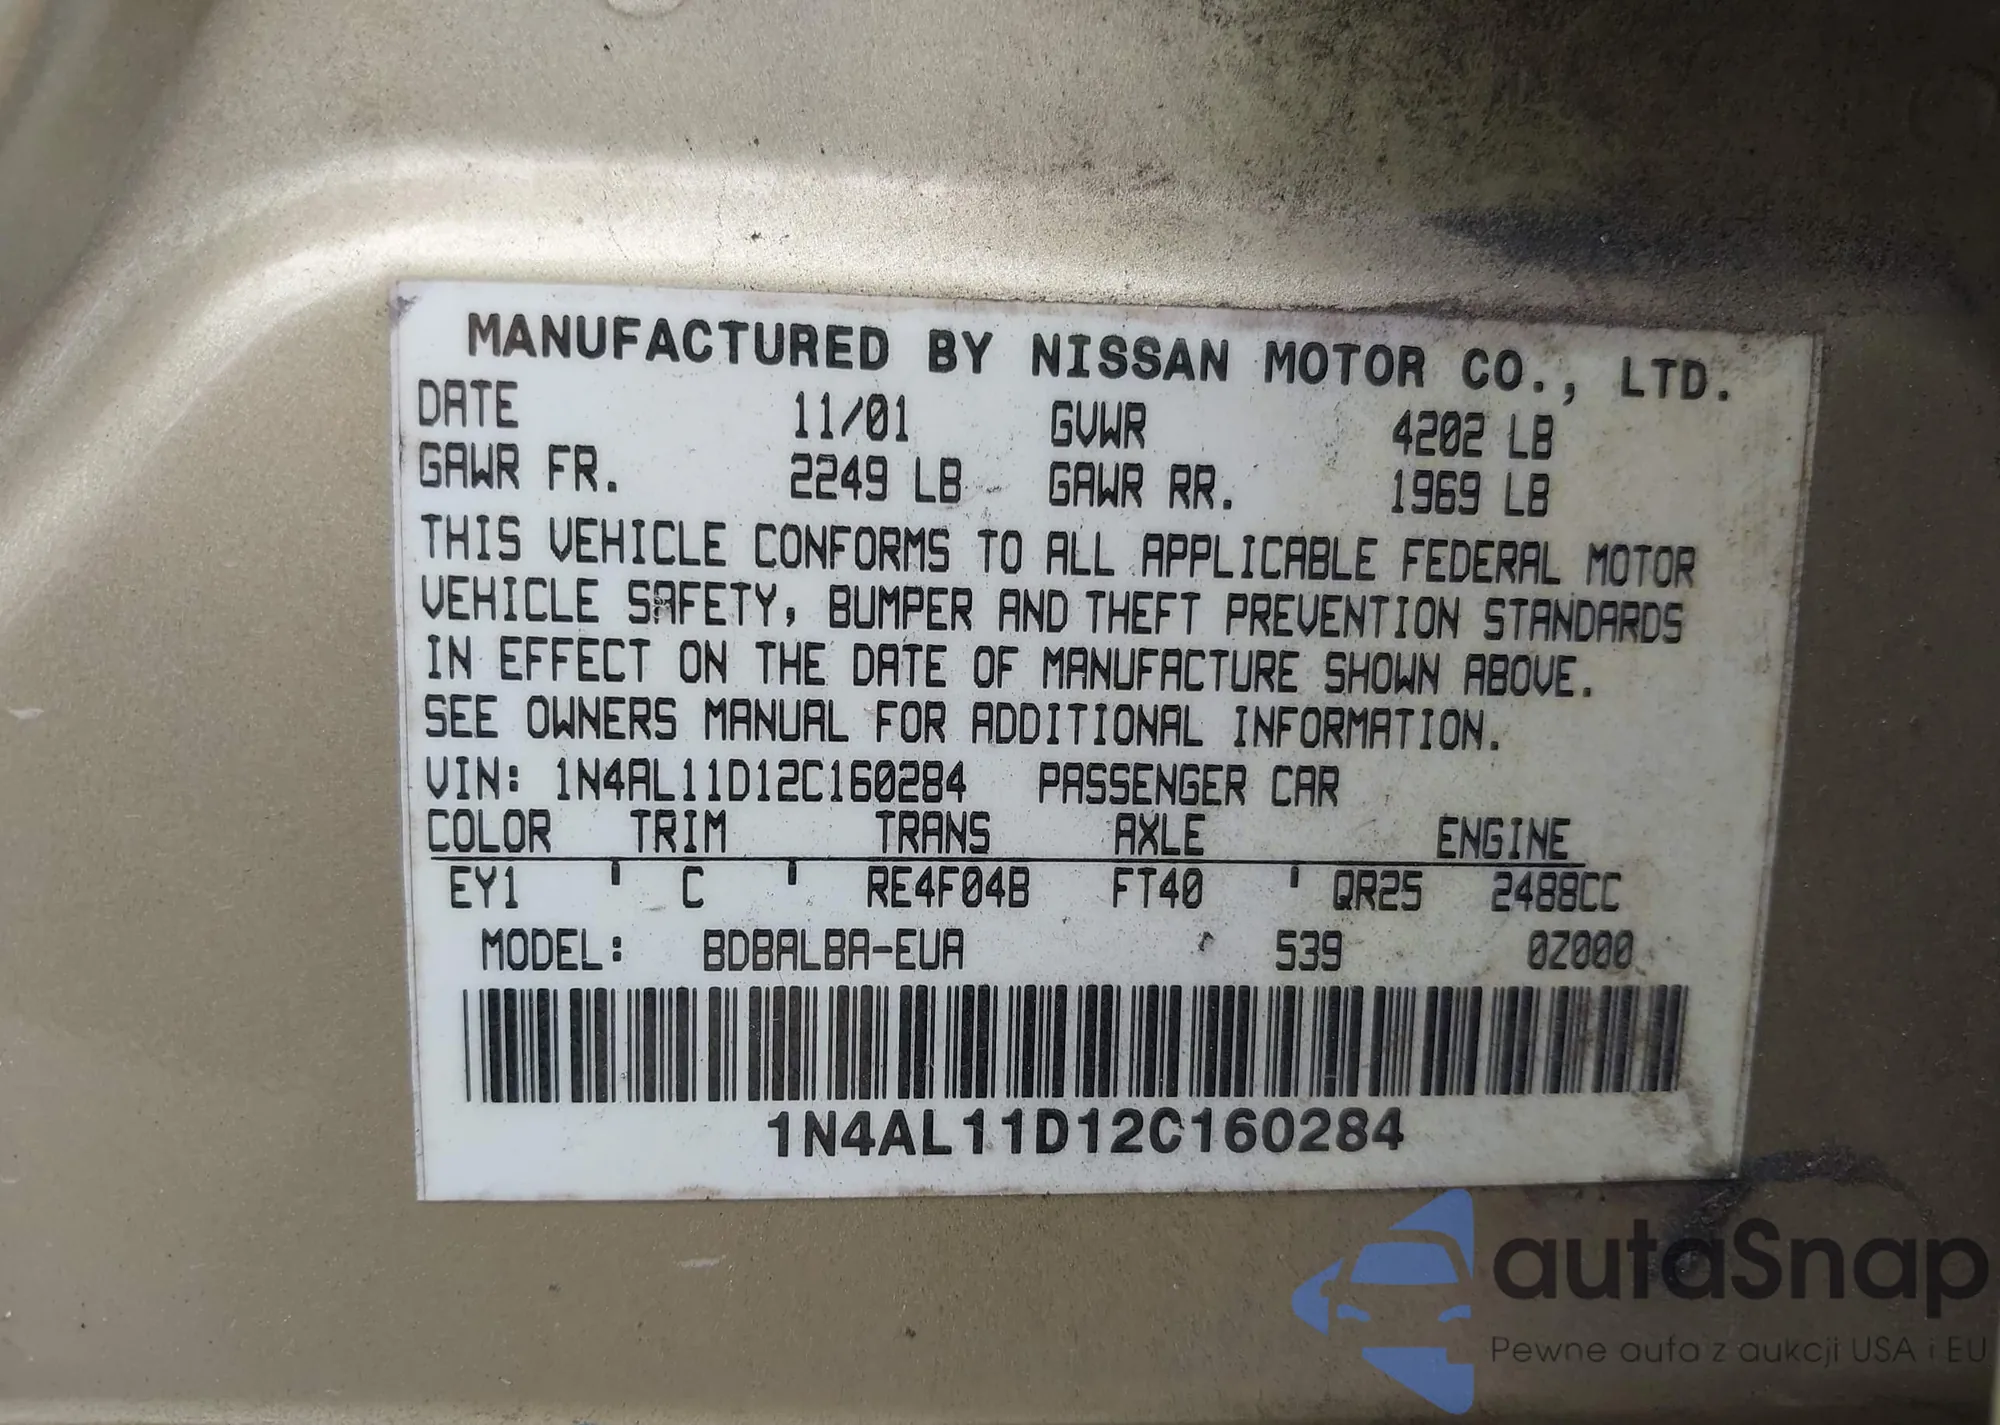 MANUFACTURED BY NISSAN MOTOR CO., LTD.
DATE 11/01 GVWR 4202 LB
GAWR FR. 2249 LB GAWR RR. 1969 LB
THIS VEHICLE CONFORMS TO ALL APPLICABLE FEDERAL MOTOR
VEHICLE SAFETY, BUMPER AND THEFT PREVENTION STANDARDS
IN EFFECT ON THE DATE OF MANUFACTURE SHOWN ABOVE.
SEE OWNERS MANUAL FOR ADDITIONAL INFORMATION.
VIN: 1N4AL11D12C160284 PASSENGER CAR
COLOR TRIM TRANS AXLE ENGINE
EY1 C RE4F04B FT40 QR25 2488CC
MODEL: BDBALBA-EUA 539 0Z000
1N4AL11D12C160284
autaSnap
Pewne auta z aukcji USA i EU